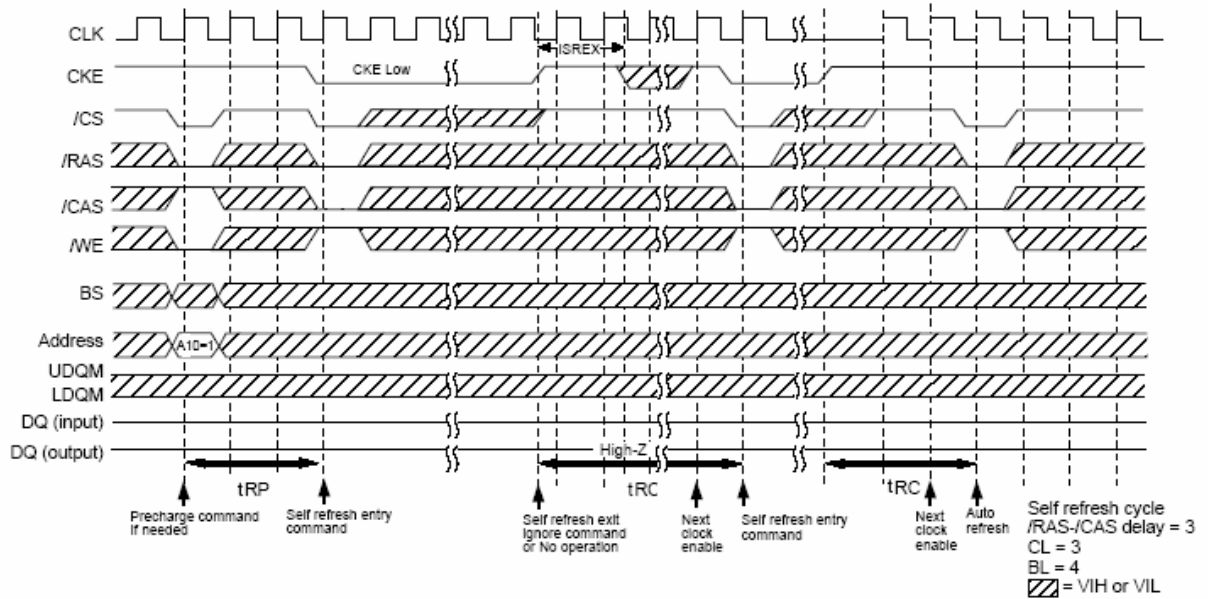 CLK
lSREX
CKE
CKE Low
/CS
/RAS
/CAS
/WE
BS
Address
A10=1
UDQM
LDQM
DQ (input)
DQ (output)
High-Z
tRP
tRC
tRC
Precharge command
If needed
Self refresh entry
command
Self refresh exit
Ignore command
or No operation
Next
clock
enable
Self refresh entry
command
Next
clock
enable
Auto
refresh
Self refresh cycle
/RAS-/CAS delay = 3
CL = 3
BL = 4
= VIH or VIL